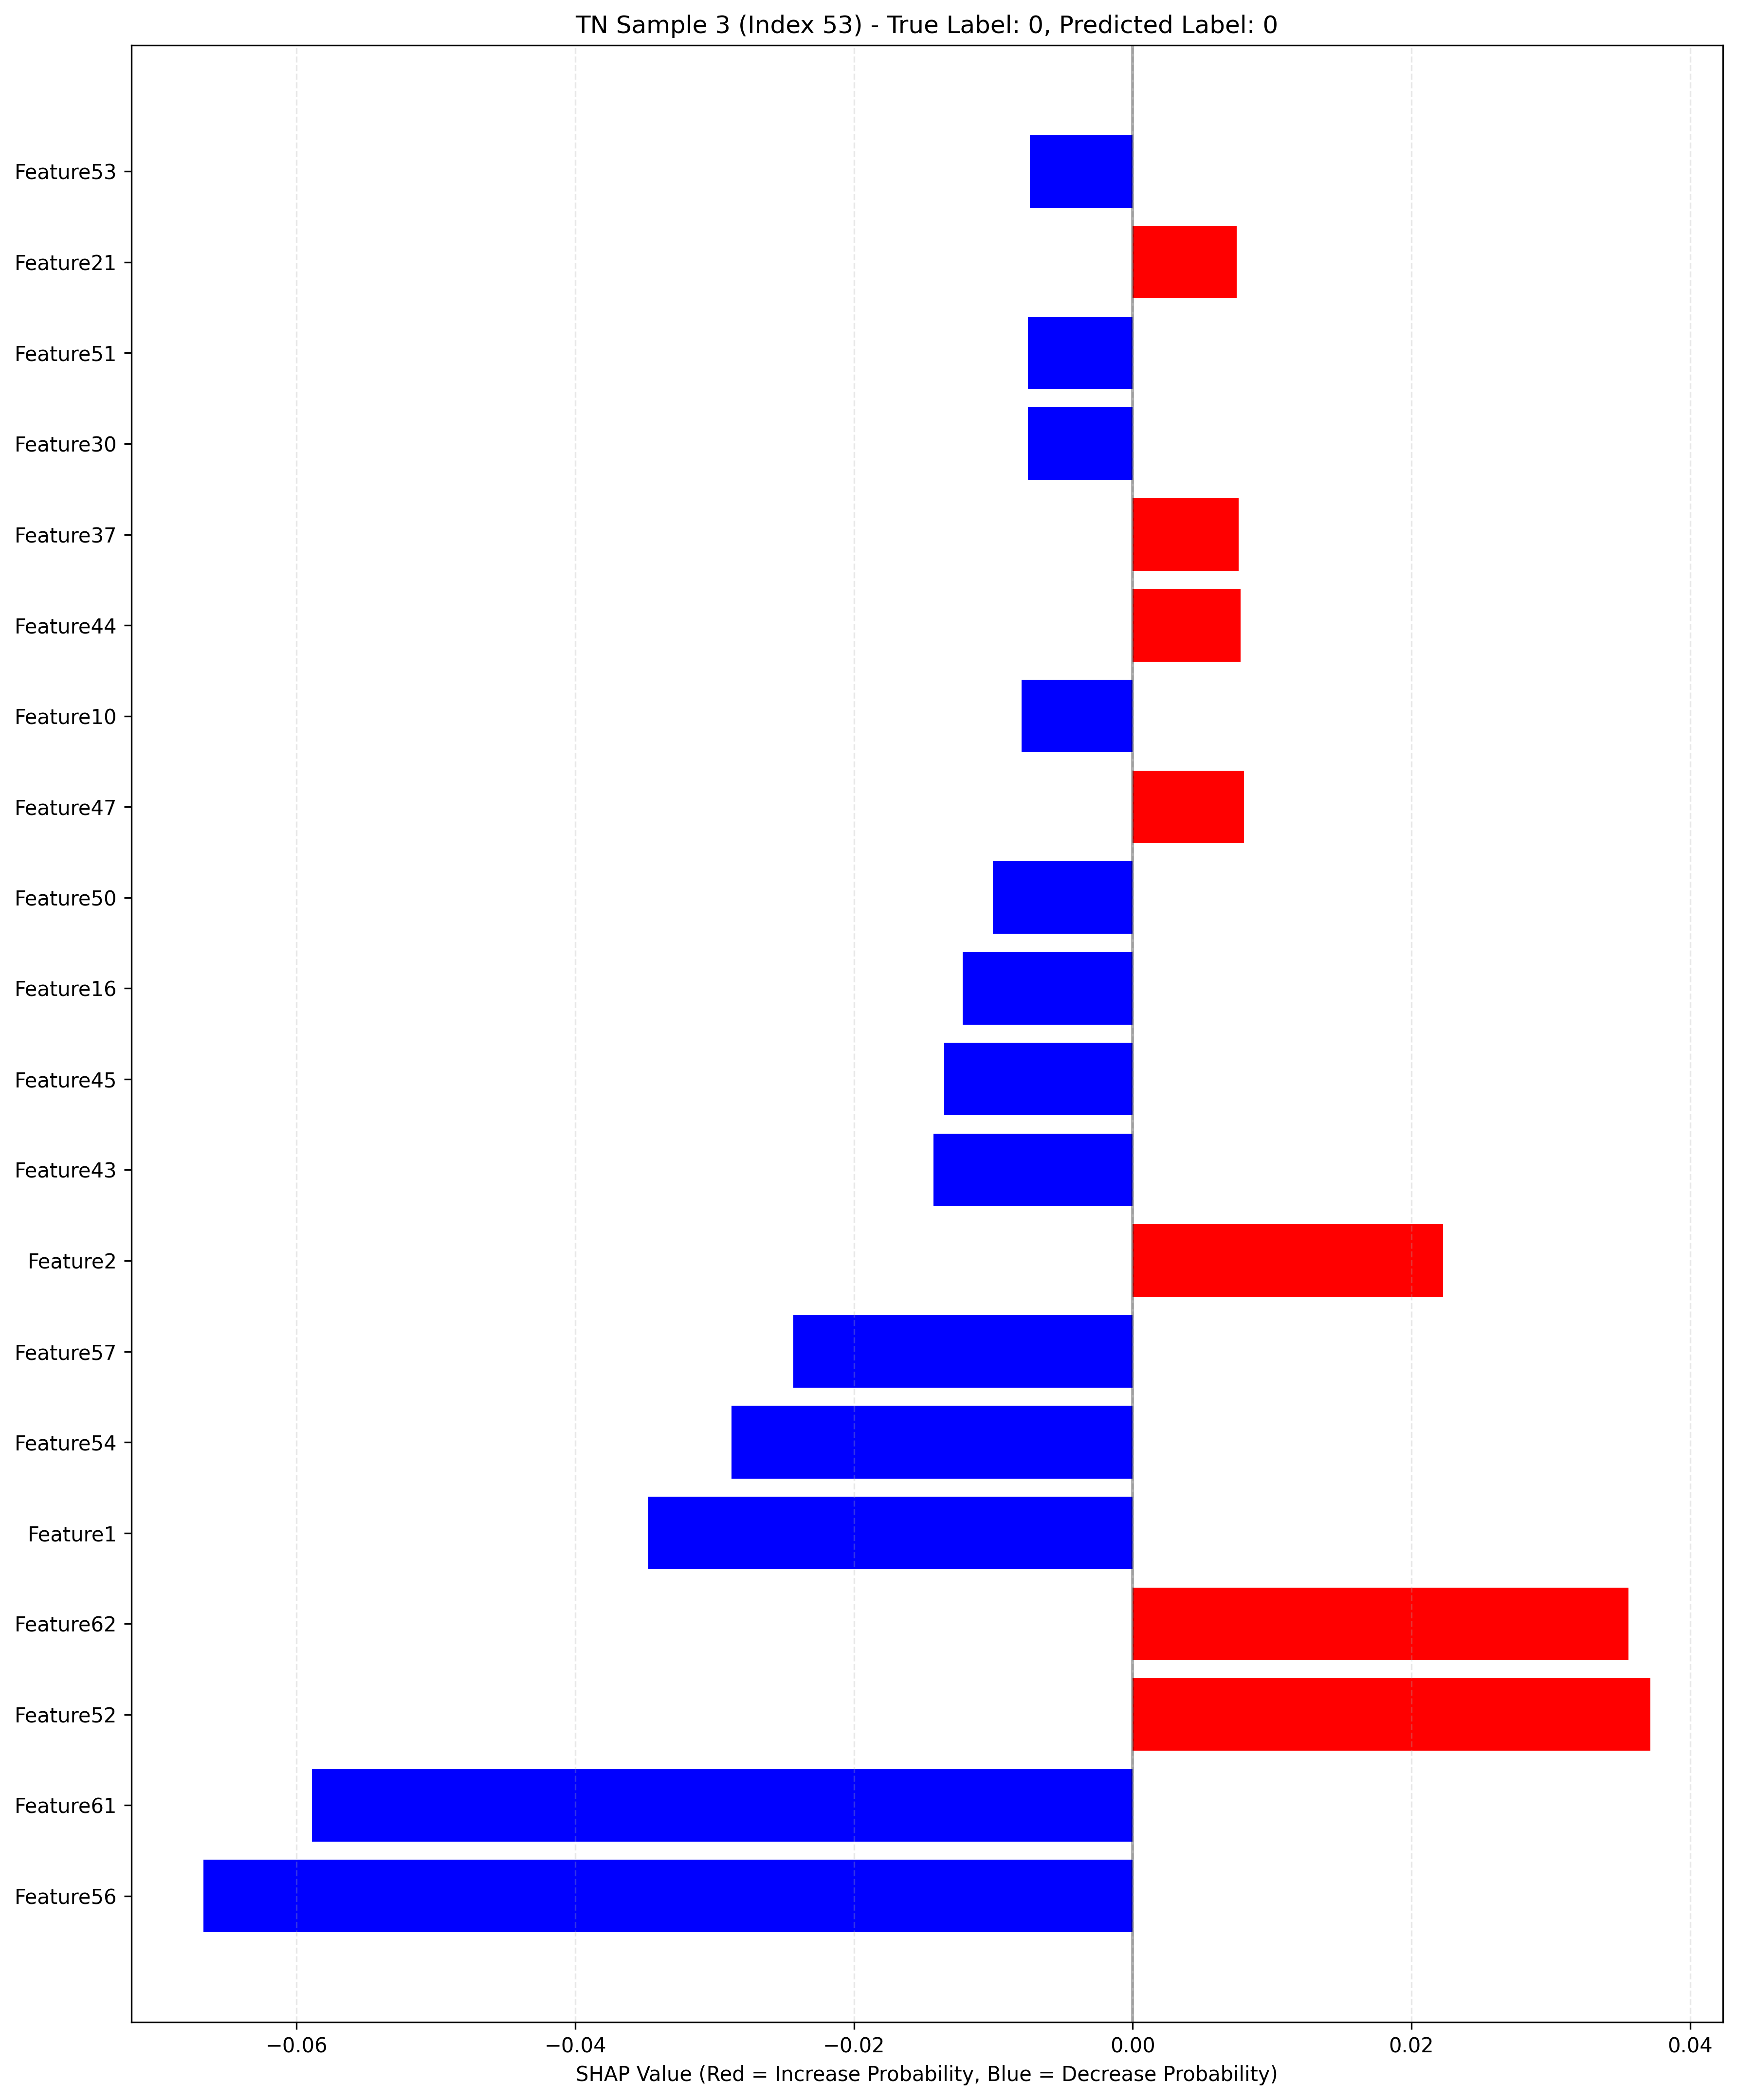 TN Sample 3 (Index 53) - True Label: 0, Predicted Label: 0
Feature53
Feature21
Feature51
Feature30
Feature37
Feature44
Feature10
Feature47
Feature50
Feature16
Feature45
Feature43
Feature2
Feature57
Feature54
Feature1
Feature62
Feature52
Feature61
Feature56
−0.06 −0.04 −0.02 0.00 0.02 0.04
SHAP Value (Red = Increase Probability, Blue = Decrease Probability)